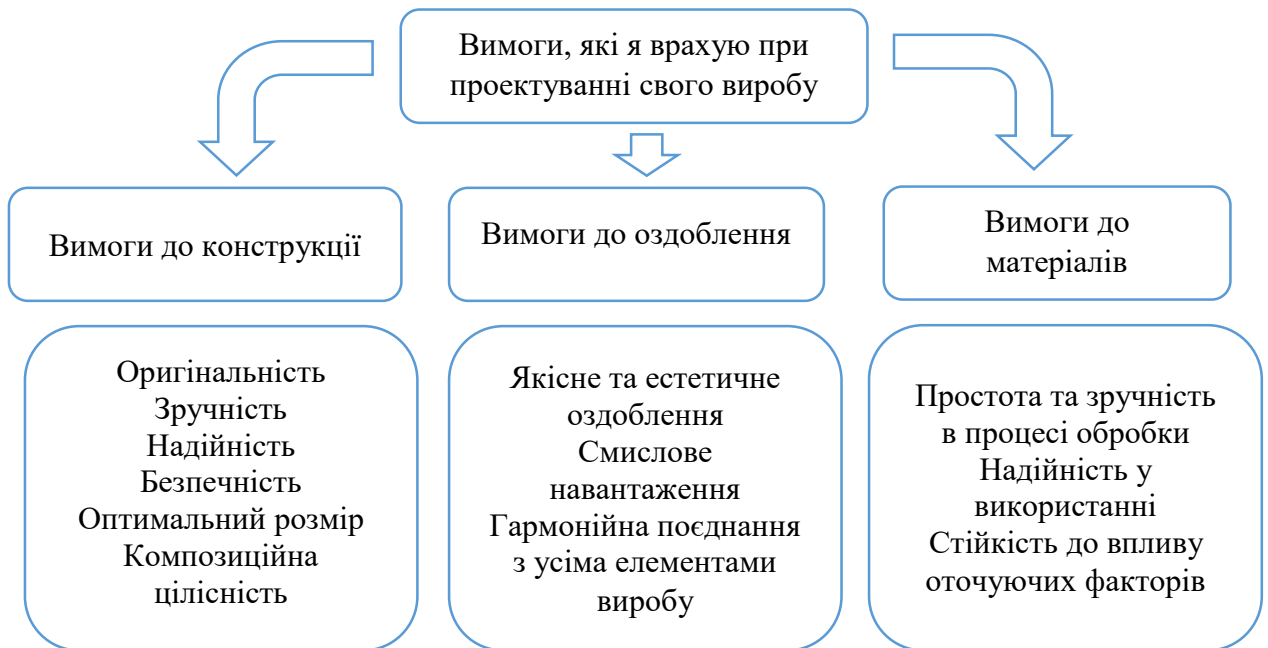 Вимоги, які я врахую при
проектуванні свого виробу
Вимоги до конструкції
Вимоги до оздоблення
Вимоги до
матеріалів
Оригінальність
Зручність
Надійність
Безпечність
Оптимальний розмір
Композиційна
цілісність
Якісне та естетичне
оздоблення
Смислове
навантаження
Гармонійна поєднання
з усіма елементами
виробу
Простота та зручність
в процесі обробки
Надійність у
використанні
Стійкість до впливу
оточуючих факторів